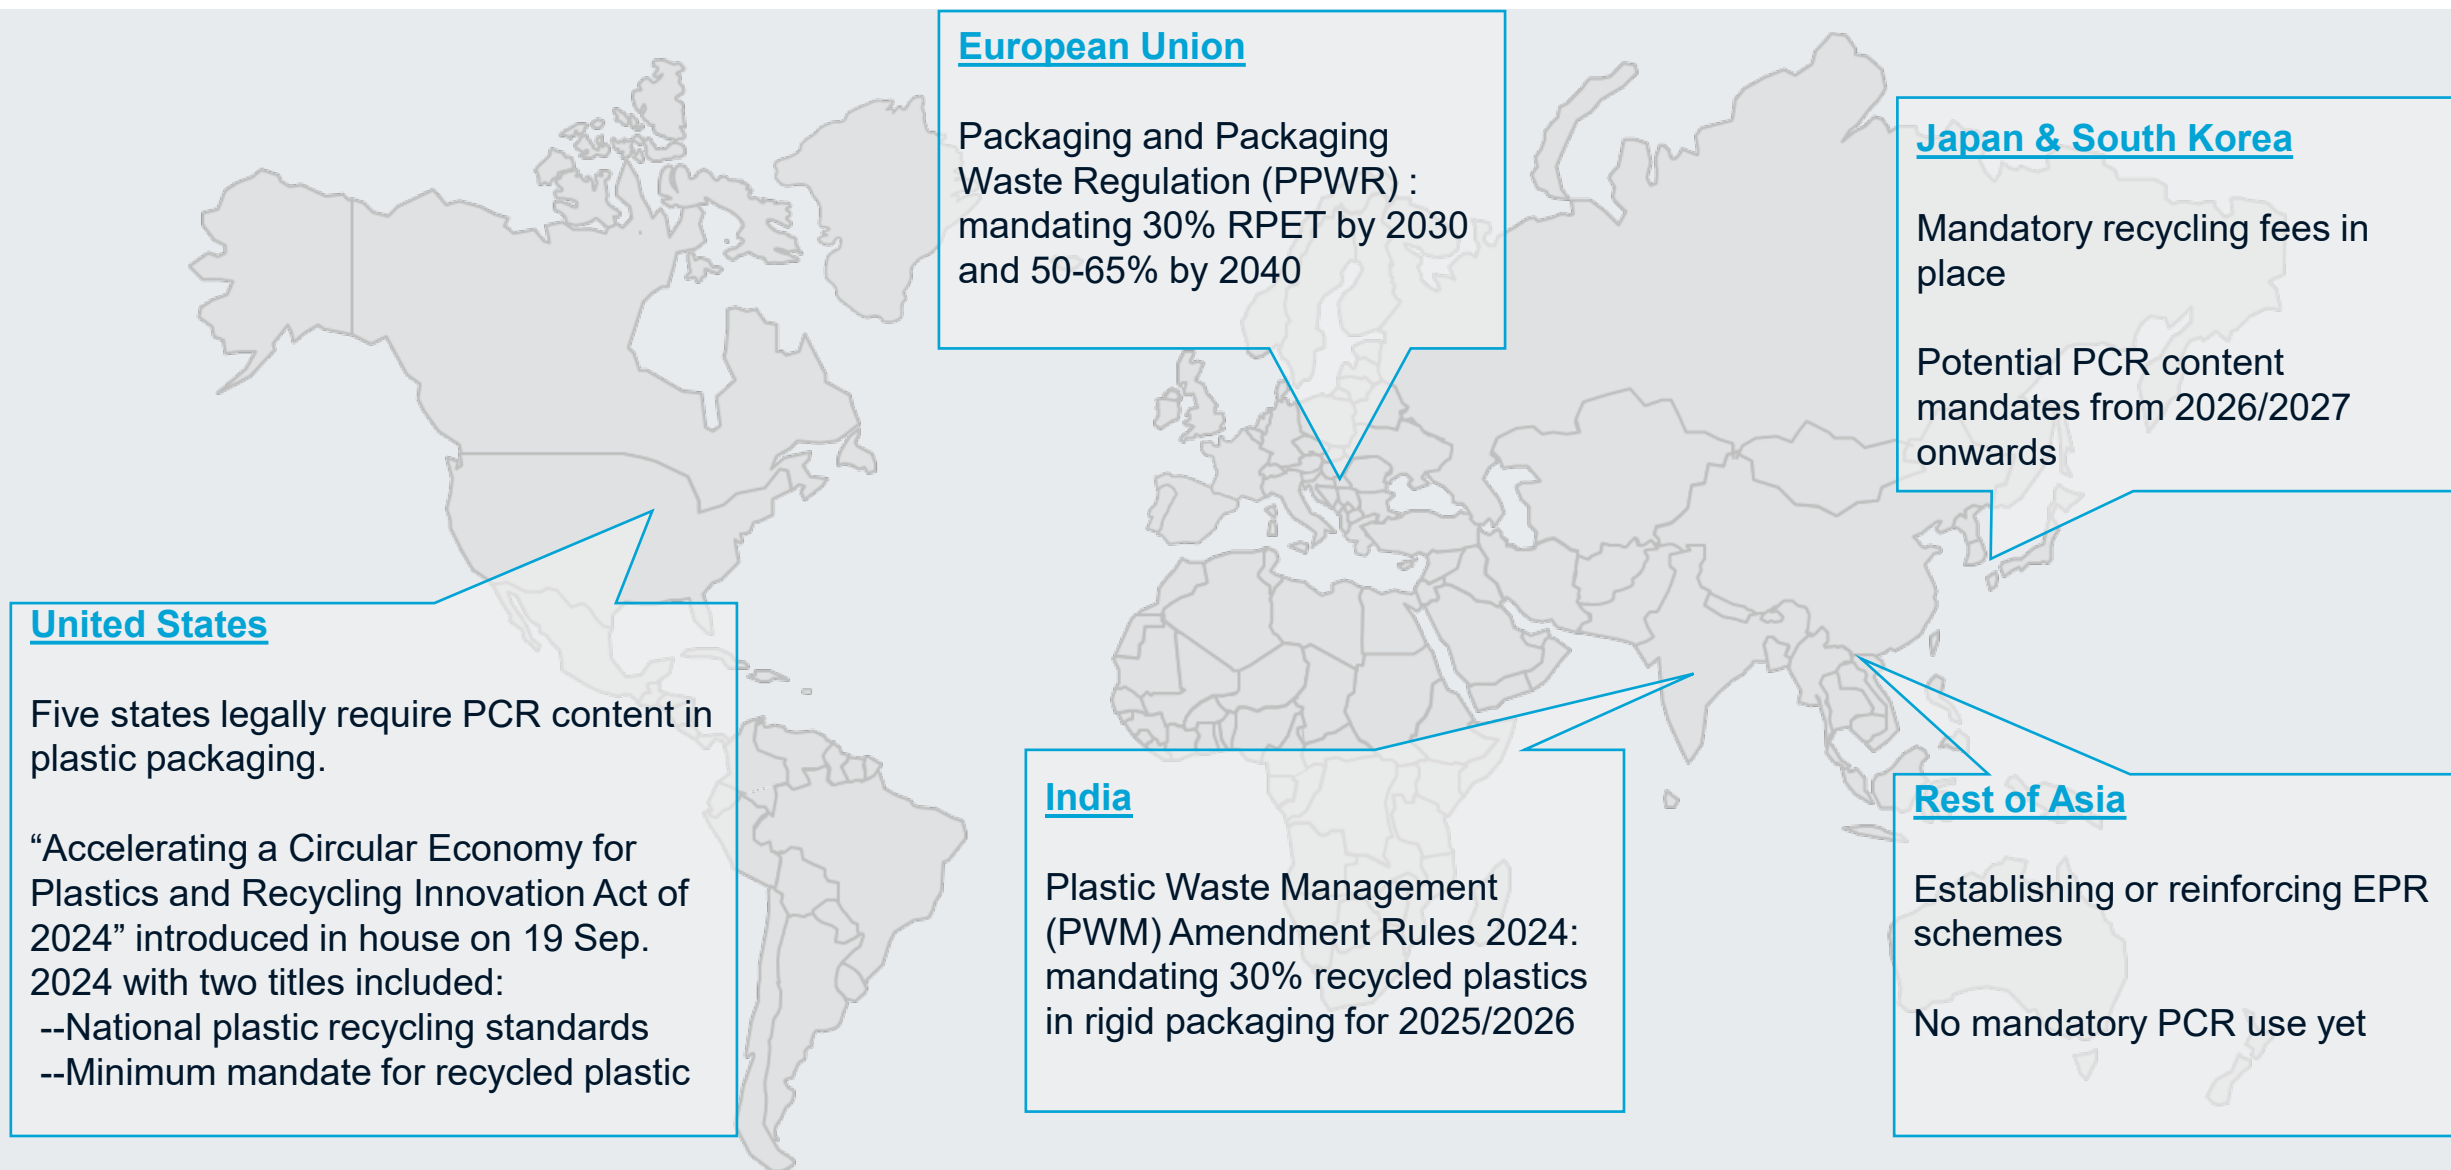 European Union
Packaging and Packaging
Waste Regulation (PPWR) :
mandating 30% RPET by 2030
and 50-65% by 2040
Japan & South Korea
Mandatory recycling fees in
place
Potential PCR content
mandates from 2026/2027
onwards
United States
Five states legally require PCR content in
plastic packaging.
“Accelerating a Circular Economy for
Plastics and Recycling Innovation Act of
2024” introduced in house on 19 Sep.
2024 with two titles included:
--National plastic recycling standards
--Minimum mandate for recycled plastic
India
Plastic Waste Management
(PWM) Amendment Rules 2024:
mandating 30% recycled plastics
in rigid packaging for 2025/2026
Rest of Asia
Establishing or reinforcing EPR
schemes
No mandatory PCR use yet